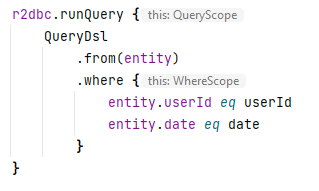 r2dbc.runQuery { this: QueryScope
QueryDsl
.from(entity)
.where { this: WhereScope
entity.userId eq userId
entity.date eq date
}
}